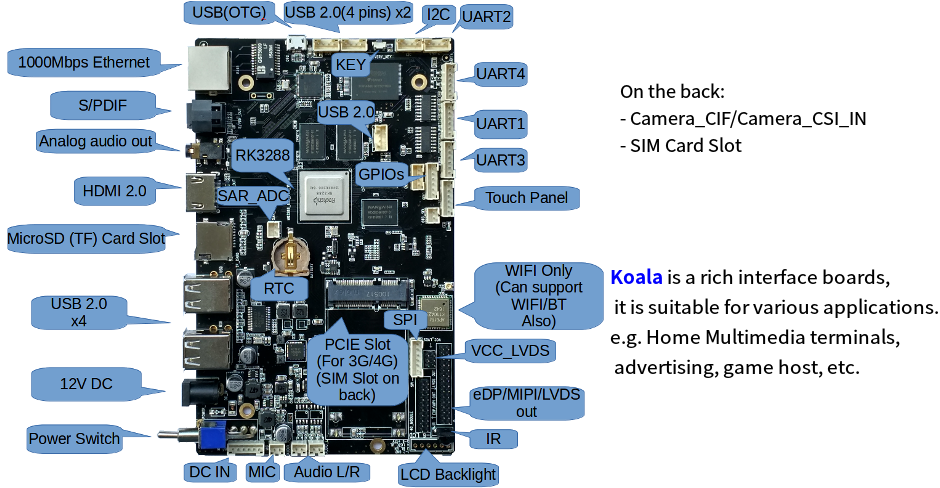 USB(OTG)
USB 2.0(4 pins) x2
I2C
UART2
1000Mbps Ethernet
KEY
UART4
S/PDIF
USB 2.0
UART1
Analog audio out
RK3288
UART3
GPIOs
HDMI 2.0
SAR_ADC
Touch Panel
MicroSD (TF) Card Slot
RTC
WIFI Only
(Can support
WIFI/BT
Also)
USB 2.0
x4
SPI
PCIE Slot
(For 3G/4G)
(SIM Slot on
back)
VCC_LVDS
12V DC
eDP/MIPI/LVDS
out
Power Switch
IR
DC IN
MIC
Audio L/R
LCD Backlight
On the back:
- Camera_CIF/Camera_CSI_IN
- SIM Card Slot
Koala is a rich interface boards,
it is suitable for various applications.
e.g. Home Multimedia terminals,
advertising, game host, etc.